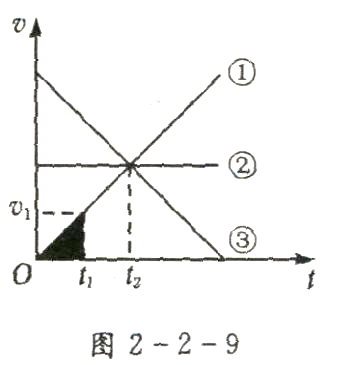 v
①
②
v₁
③
O
t₁
t₂
t
图 2-2-9